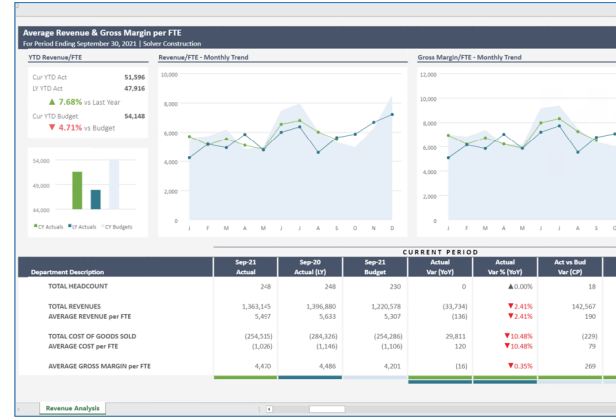 Average Revenue & Gross Margin per FTE
For Period Ending September 30, 2021 | Solver Construction
YTD Revenue/FTE
Revenue/FTE - Monthly Trend
Gross Margin/FTE - Monthly Trend
Cur YTD Act 51,596
LY YTD Act 47,916
▲ 7.68% vs Last Year
Cur YTD Budget 54,148
▼ 4.71% vs Budget
54,000
49,000
44,000
CY Actuals LY Actuals CY Budgets
10,000
8,000
6,000
4,000
2,000
0
J F M A M J J A S O N D
12,000
10,000
8,000
6,000
4,000
2,000
0
J F M A M J J A S O
CURRENT PERIOD
Sep-21 Sep-20 Sep-21 Actual Actual Act vs Bud
Department Description Actual Actual (LY) Budget Var (YoY) Var % (YoY) Var (CP)
TOTAL HEADCOUNT 248 248 230 0 ▲0.00% 18
TOTAL REVENUES 1,363,145 1,396,880 1,220,578 (33,734) ▼2.41% 142,567
AVERAGE REVENUE per FTE 5,497 5,633 5,307 (136) ▼2.41% 190
TOTAL COST OF GOODS SOLD (254,515) (284,326) (254,286) 29,811 ▼10.48% (229)
AVERAGE COST per FTE (1,026) (1,146) (1,106) 120 ▼10.48% 79
AVERAGE GROSS MARGIN per FTE 4,470 4,486 4,201 (16) ▼0.35% 269
Revenue Analysis